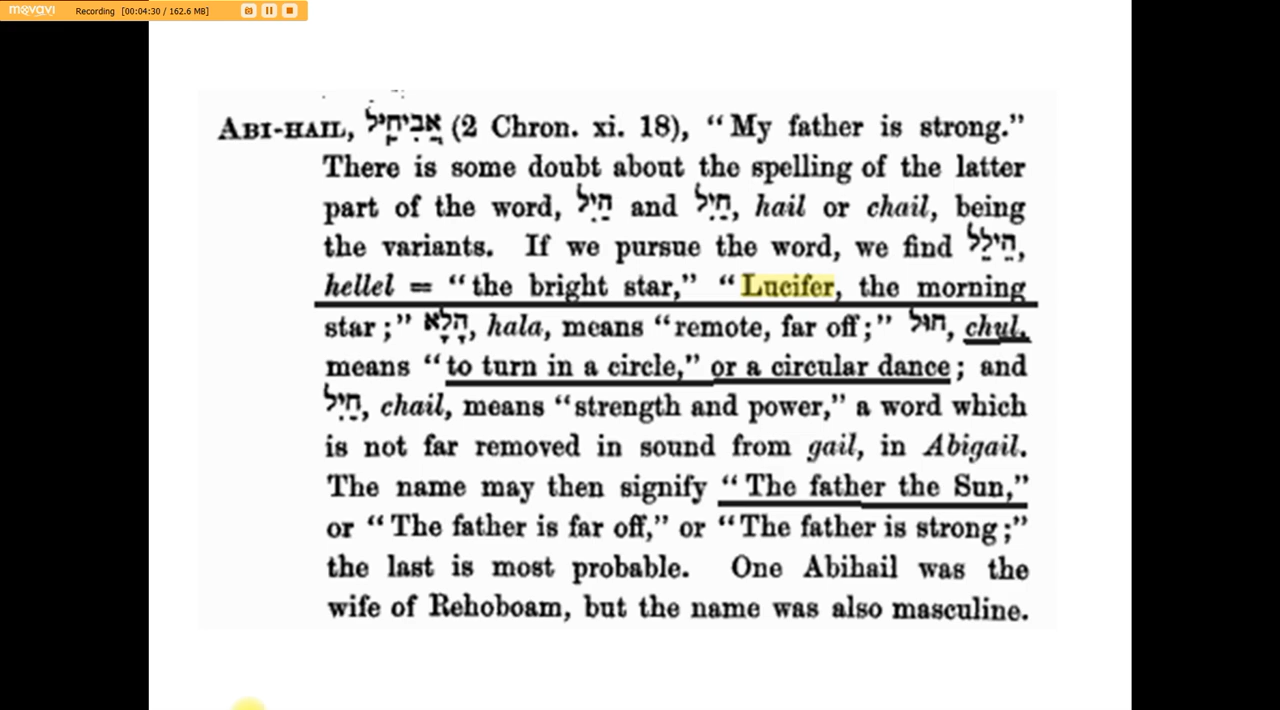 movavi Recording [00:04:30 / 162.6 MB]
ABI-HAIL, אֲבִיחַיִל (2 Chron. xi. 18), “My father is strong.”
There is some doubt about the spelling of the latter
part of the word, הַיִל and חַיִל, hail or chail, being
the variants. If we pursue the word, we find הֵילֵל,
hellel = “the bright star,” “Lucifer, the morning
star;” הָלָא, hala, means “remote, far off;” חוּל, chul,
means “to turn in a circle,” or a circular dance; and
חַיִל, chail, means “strength and power,” a word which
is not far removed in sound from gail, in Abigail.
The name may then signify “The father the Sun,”
or “The father is far off,” or “The father is strong;”
the last is most probable. One Abihail was the
wife of Rehoboam, but the name was also masculine.